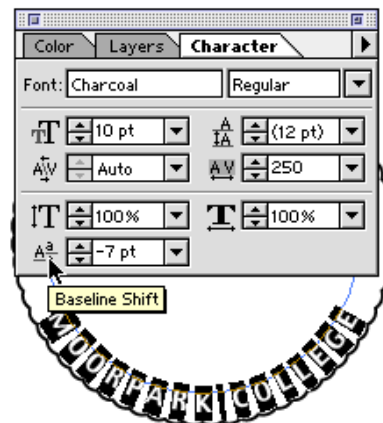 Color Layers Character
Font: Charcoal Regular
10 pt (12 pt)
Auto 250
100% 100%
-7 pt
Baseline Shift
MOORPARK COLLEGE